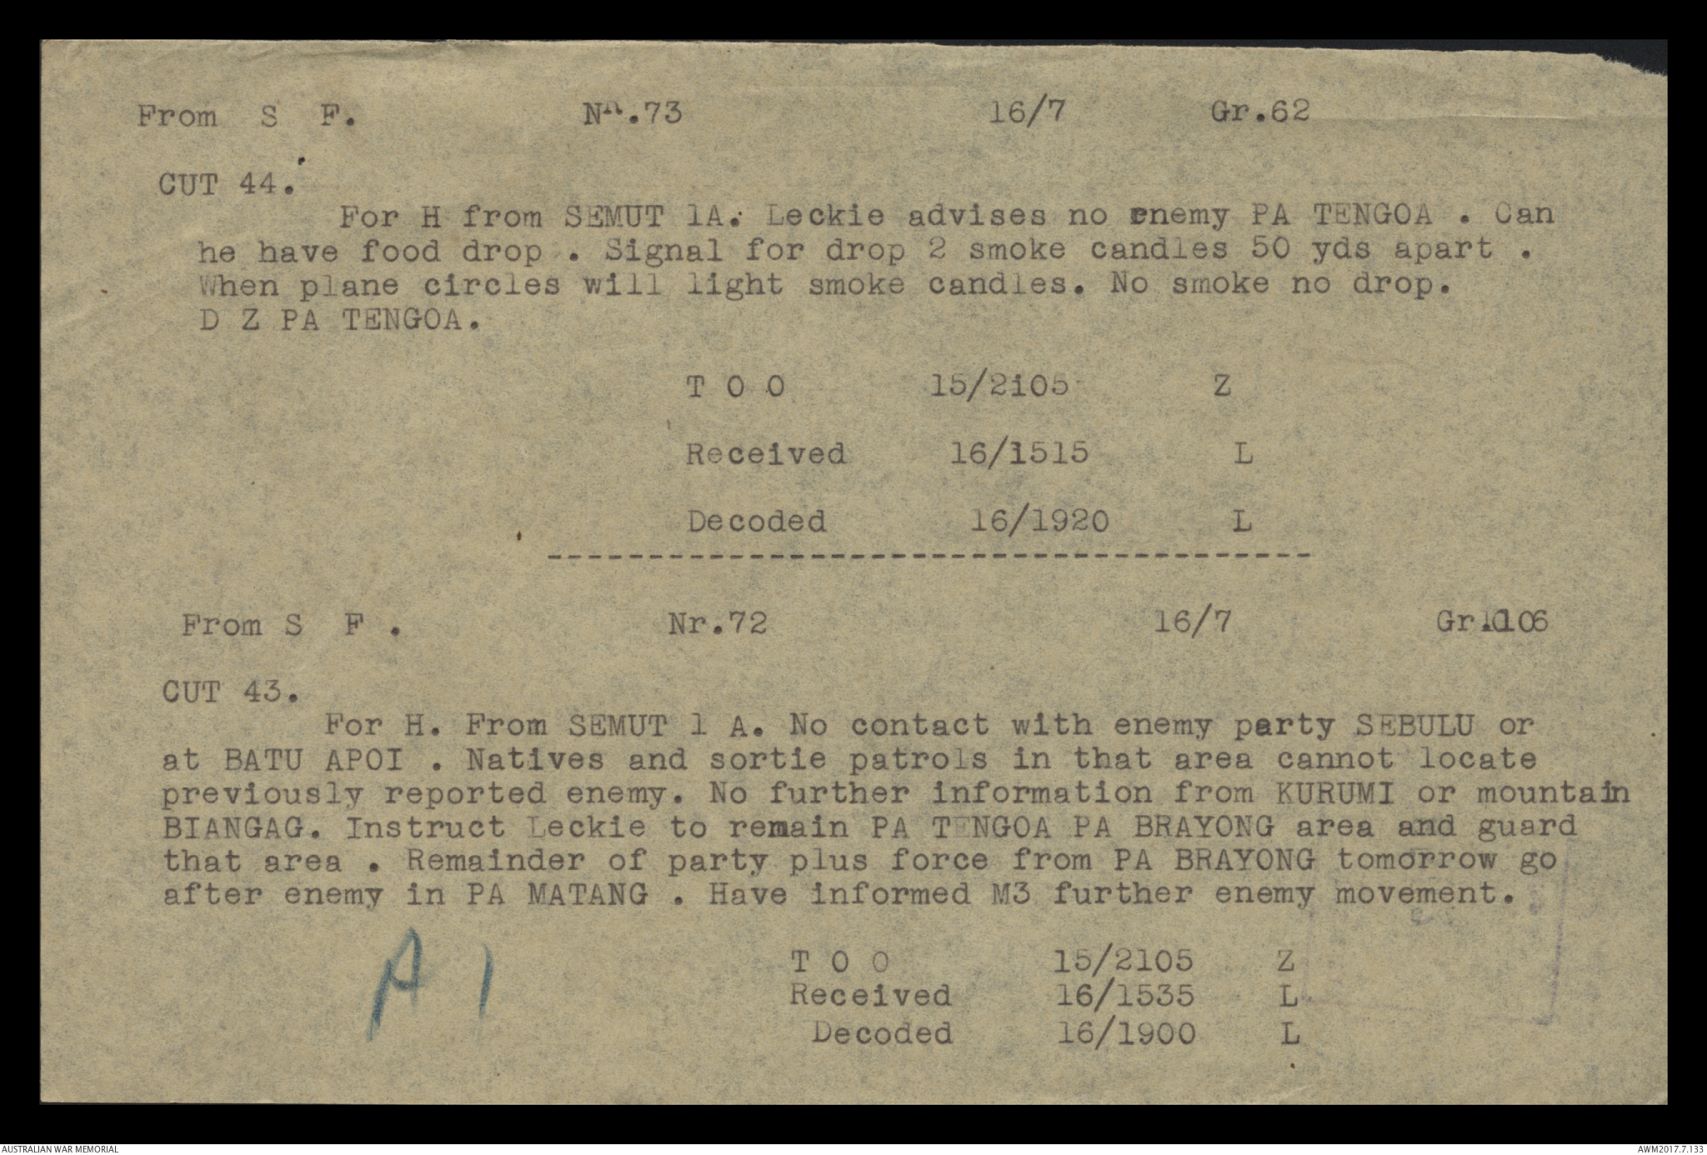 From S F. Nr.73 16/7 Gr.62
CUT 44.
For H from SEMUT 1A. Leckie advises no enemy PA TENGOA . Can
he have food drop . Signal for drop 2 smoke candles 50 yds apart .
When plane circles will light smoke candles. No smoke no drop.
D Z PA TENGOA.
T O O 15/2105 Z
Received 16/1515 L
Decoded 16/1920 L
---------------------------------------
From S F . Nr.72 16/7 Gr 106
CUT 43.
For H. From SEMUT 1 A. No contact with enemy party SEBULU or
at BATU APOI . Natives and sortie patrols in that area cannot locate
previously reported enemy. No further information from KURUMI or mountain
BIANGAG. Instruct Leckie to remain PA TENGOA PA BRAYONG area and guard
that area . Remainder of party plus force from PA BRAYONG tomorrow go
after enemy in PA MATANG . Have informed M3 further enemy movement.
A 1
T O O 15/2105 Z
Received 16/1535 L
Decoded 16/1900 L
AUSTRALIAN WAR MEMORIAL AWM2017.7.133